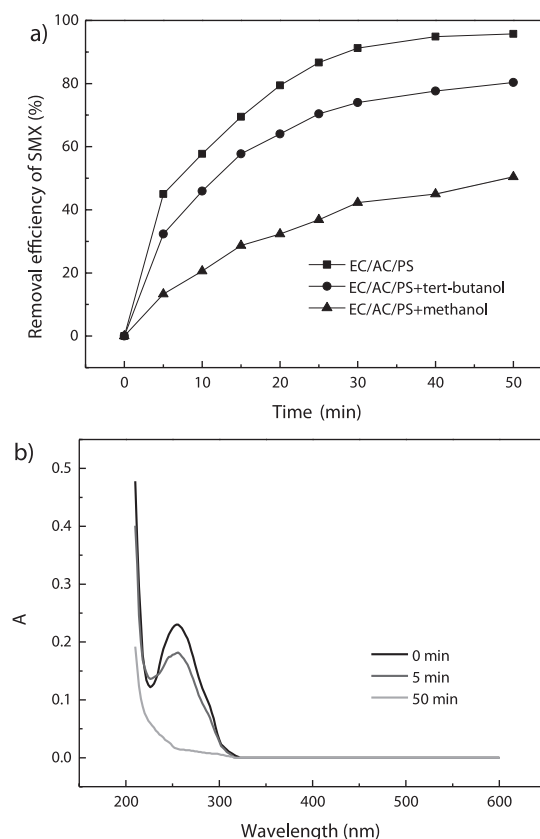 a)
100
80
60
40
20
0
Removal efficiency of SMX (%)
EC/AC/PS
EC/AC/PS+tert-butanol
EC/AC/PS+methanol
0 10 20 30 40 50
Time (min)
b)
0.5
0.4
0.3
0.2
0.1
0.0
A
0 min
5 min
50 min
200 300 400 500 600
Wavelength (nm)